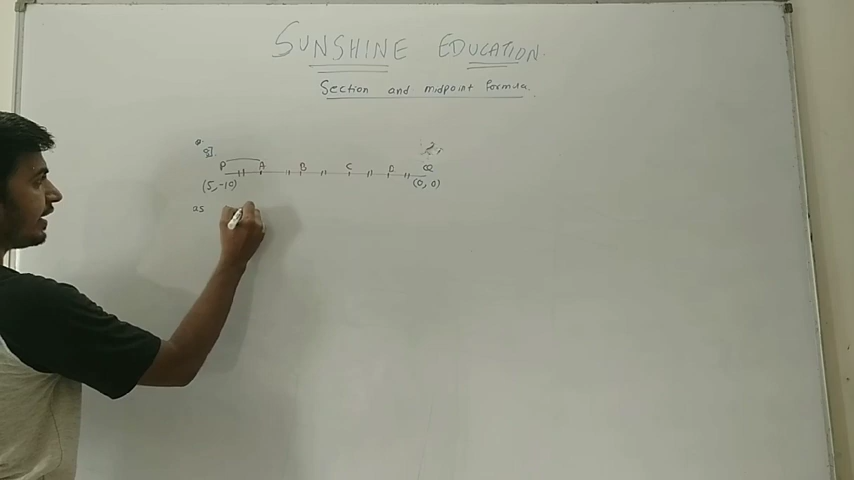 SUNSHINE EDUCATION.
Section and midpoint formula.
Q]
P A B C D Q
(5, -10) (0, 0)
as